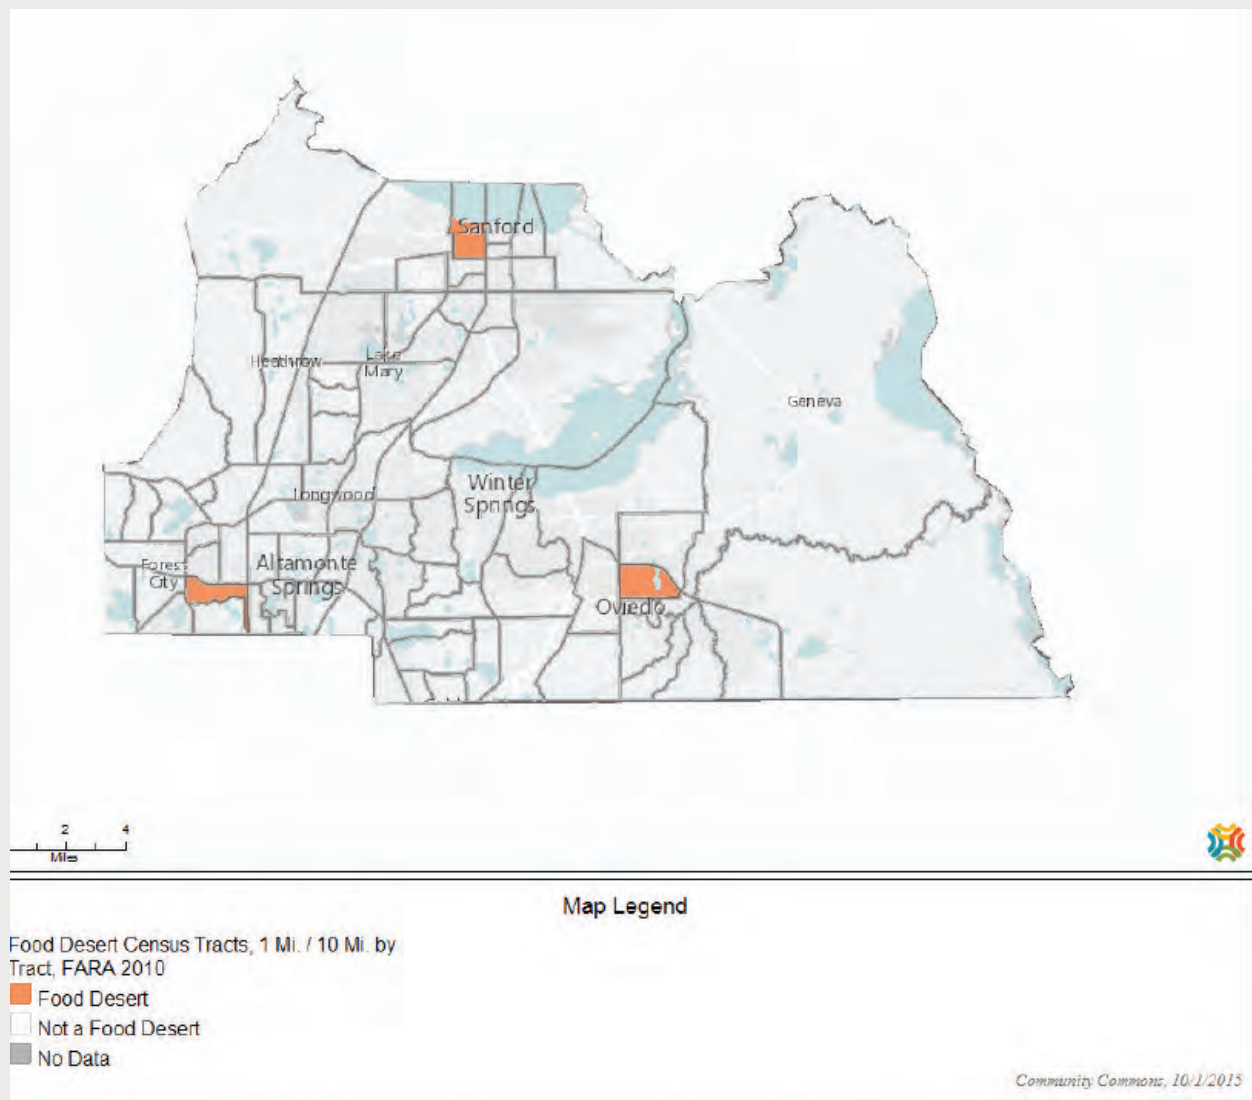 Sanford
Heathrow
Lake
Mary
Geneva
Winter
Springs
Longwood
Forest
City
Altamonte
Springs
Oviedo
2 4
Miles
Map Legend
Food Desert Census Tracts, 1 Mi. / 10 Mi. by
Tract, FARA 2010
Food Desert
Not a Food Desert
No Data
Community Commons, 10/1/2015